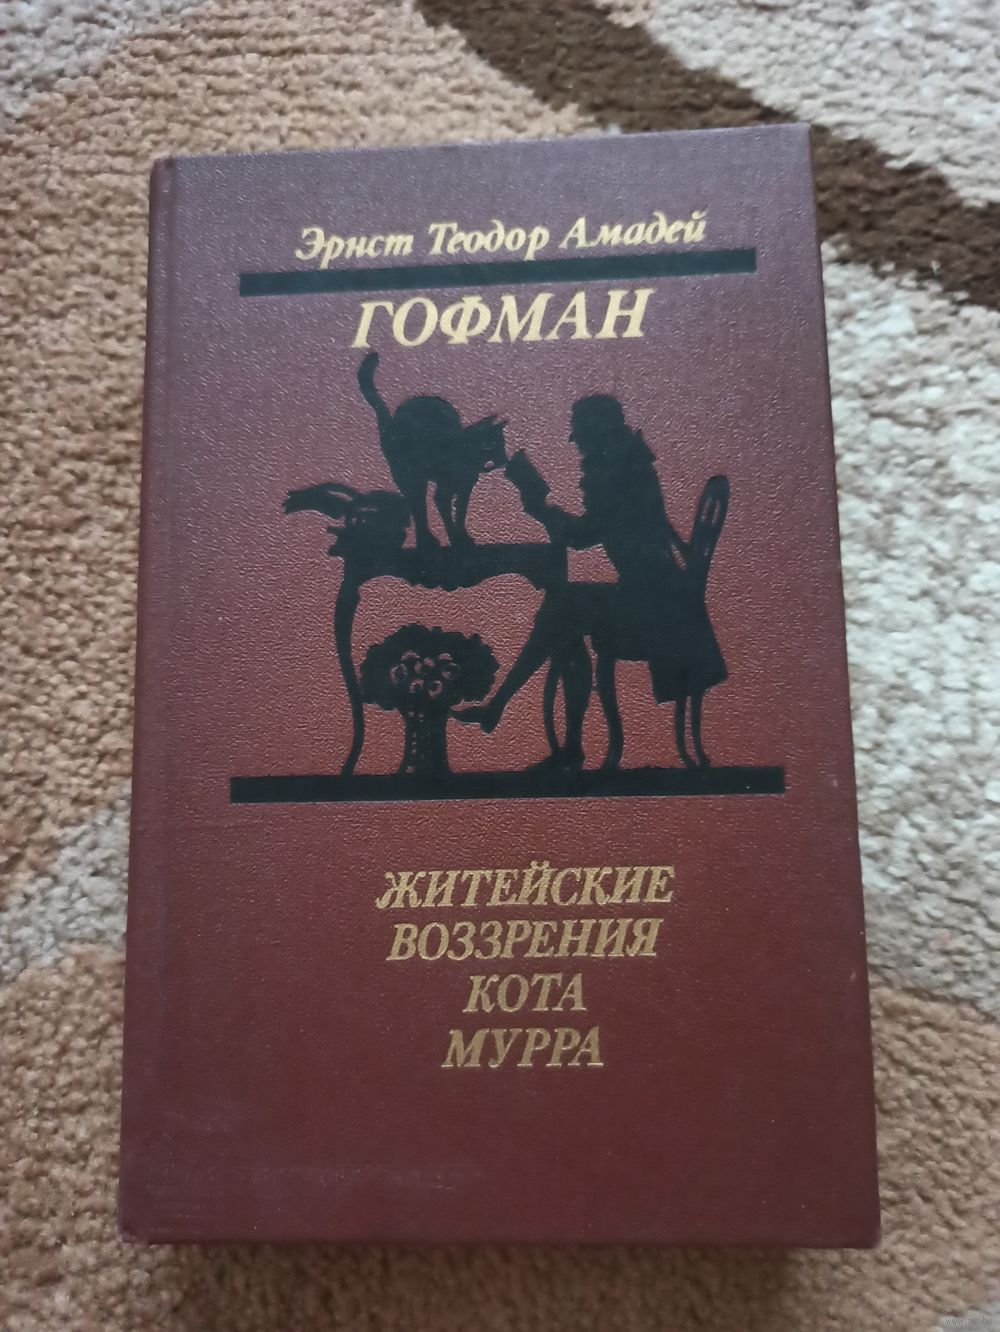 Эрнст Теодор Амадей
ГОФМАН
ЖИТЕЙСКИЕ
ВОЗЗРЕНИЯ
КОТА
МУРРА